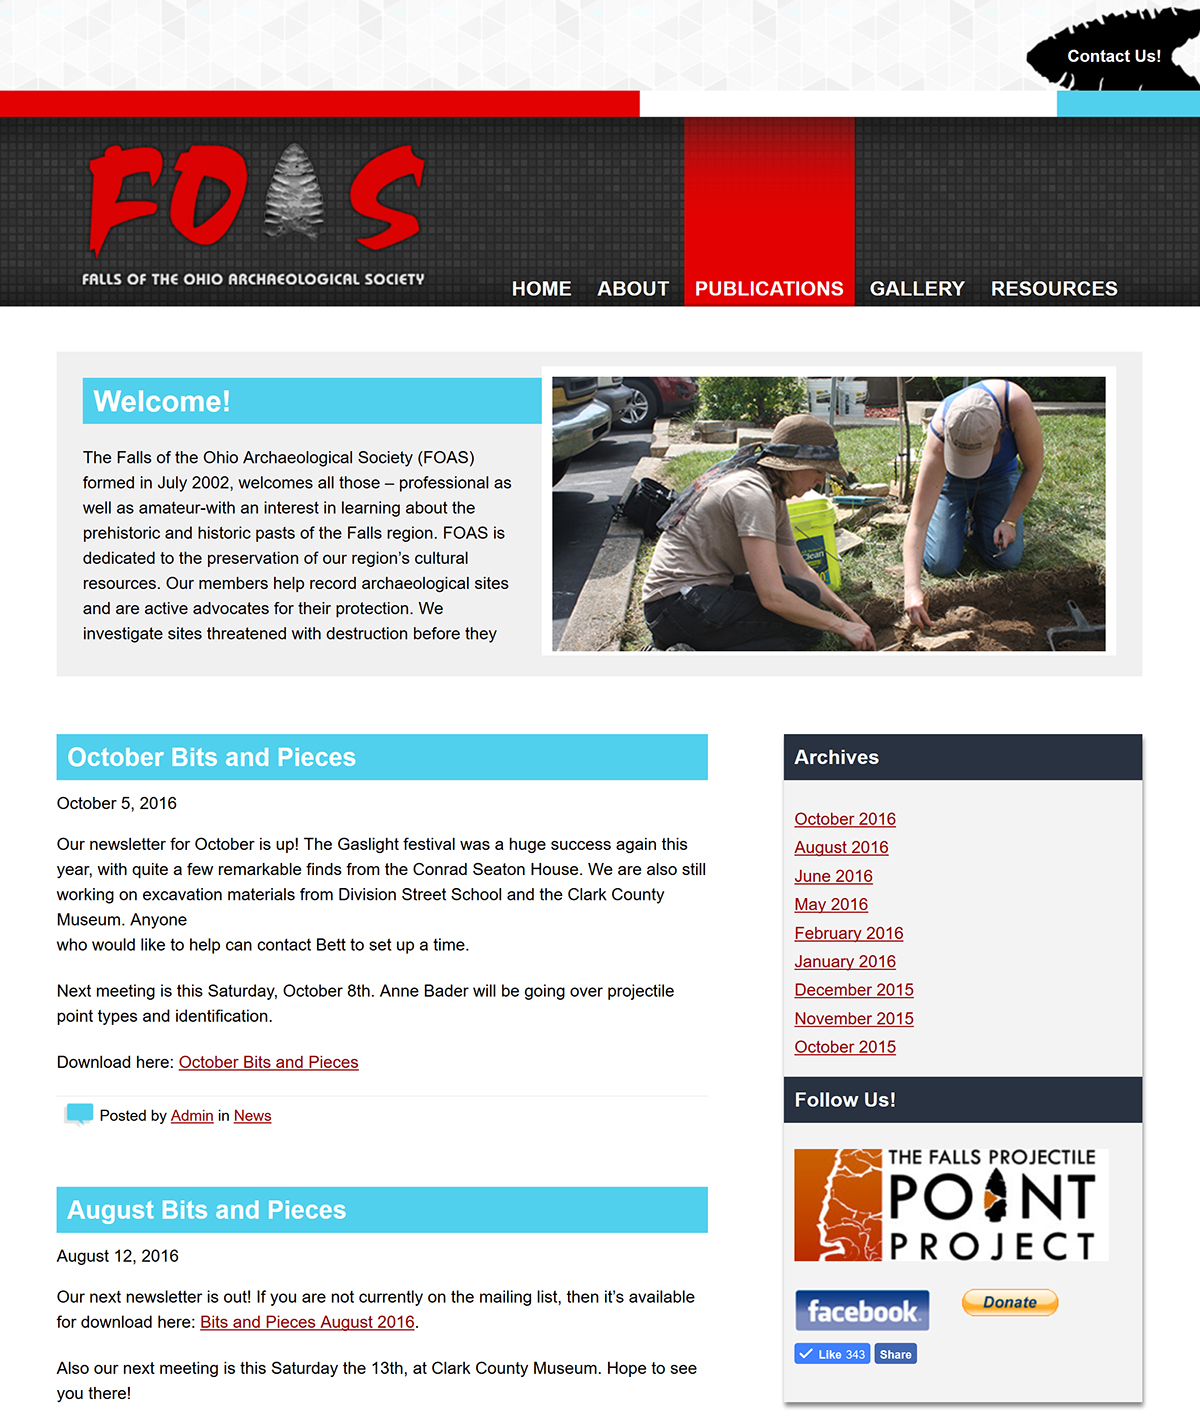 Contact Us!
FOAS
FALLS OF THE OHIO ARCHAEOLOGICAL SOCIETY
HOME ABOUT PUBLICATIONS GALLERY RESOURCES
Welcome!
The Falls of the Ohio Archaeological Society (FOAS)
formed in July 2002, welcomes all those – professional as
well as amateur-with an interest in learning about the
prehistoric and historic pasts of the Falls region. FOAS is
dedicated to the preservation of our region’s cultural
resources. Our members help record archaeological sites
and are active advocates for their protection. We
investigate sites threatened with destruction before they
October Bits and Pieces
October 5, 2016
Our newsletter for October is up! The Gaslight festival was a huge success again this
year, with quite a few remarkable finds from the Conrad Seaton House. We are also still
working on excavation materials from Division Street School and the Clark County
Museum. Anyone
who would like to help can contact Bett to set up a time.
Next meeting is this Saturday, October 8th. Anne Bader will be going over projectile
point types and identification.
Download here: October Bits and Pieces
Posted by Admin in News
August Bits and Pieces
August 12, 2016
Our next newsletter is out! If you are not currently on the mailing list, then it’s available
for download here: Bits and Pieces August 2016.
Also our next meeting is this Saturday the 13th, at Clark County Museum. Hope to see
you there!
Archives
October 2016
August 2016
June 2016
May 2016
February 2016
January 2016
December 2015
November 2015
October 2015
Follow Us!
THE FALLS PROJECTILE
POINT
PROJECT
facebook
Donate
Like 343 Share